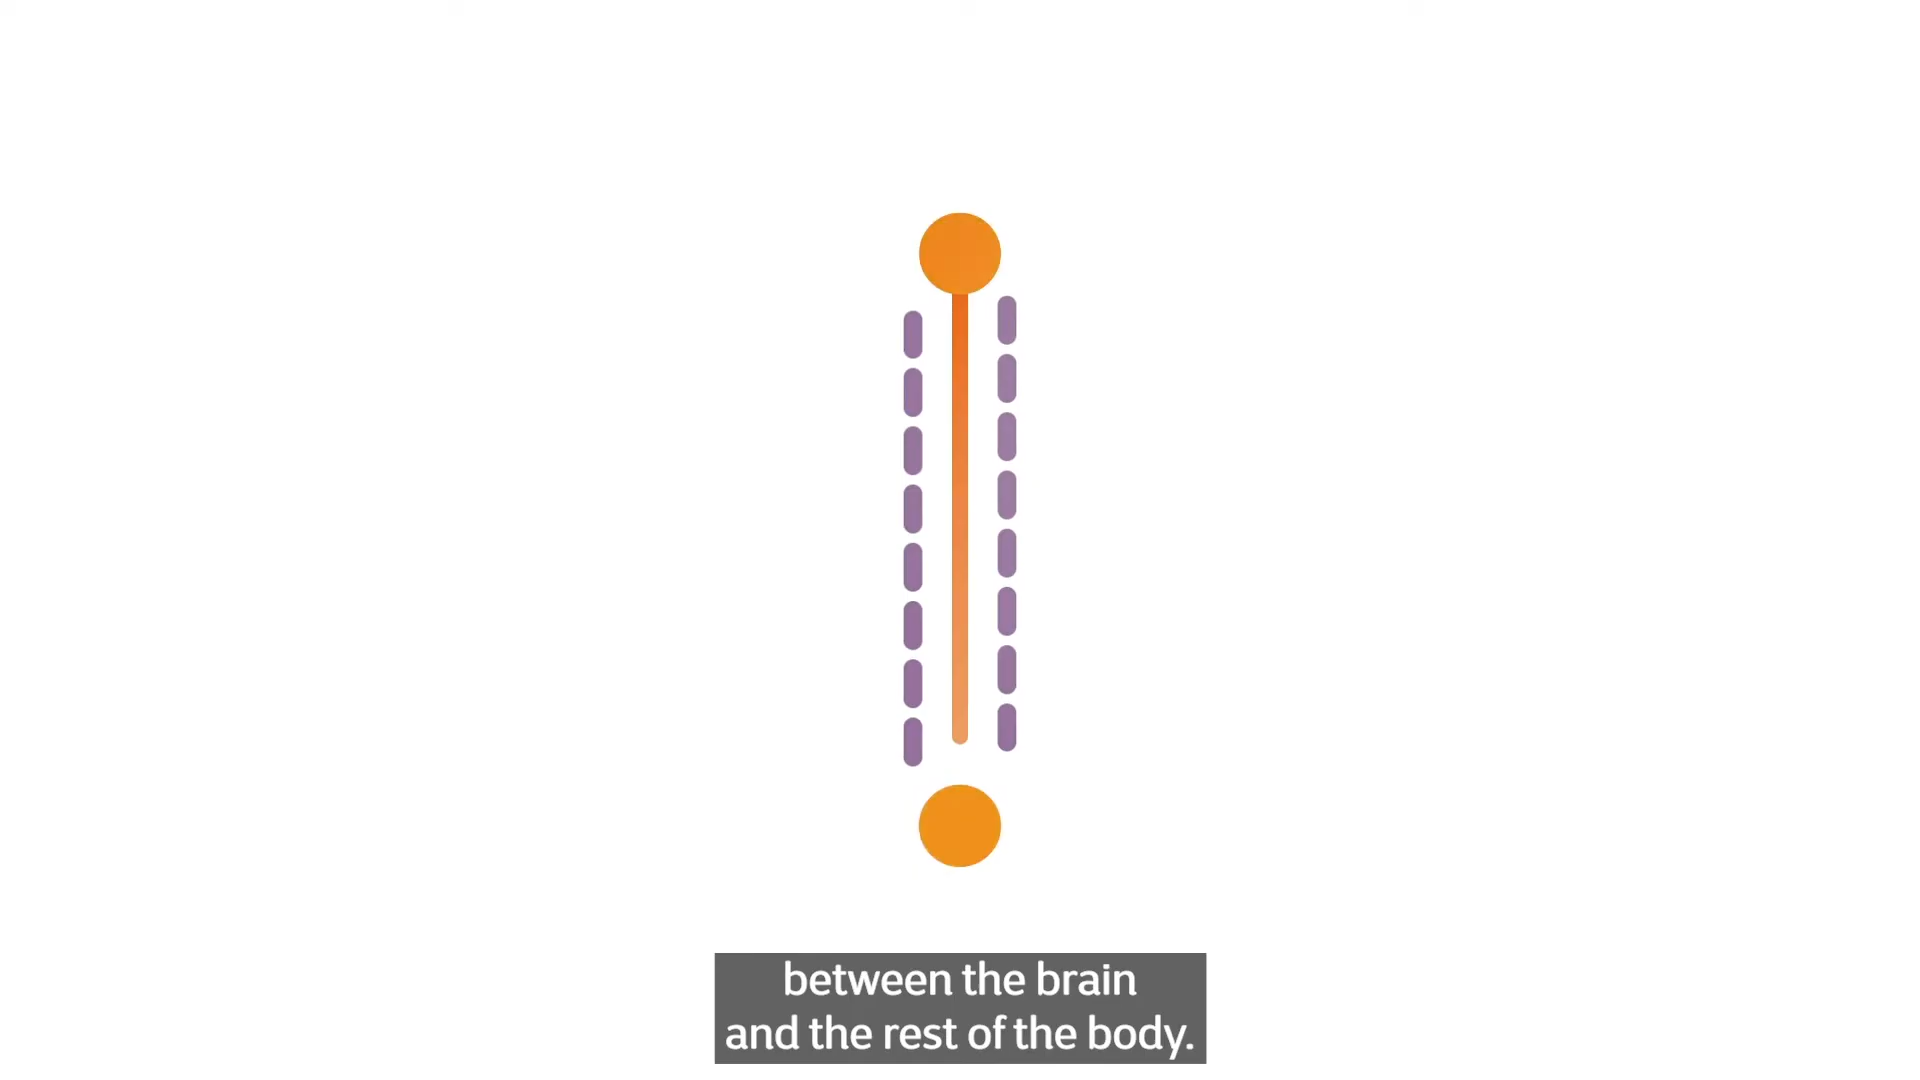 between the brain
and the rest of the body.